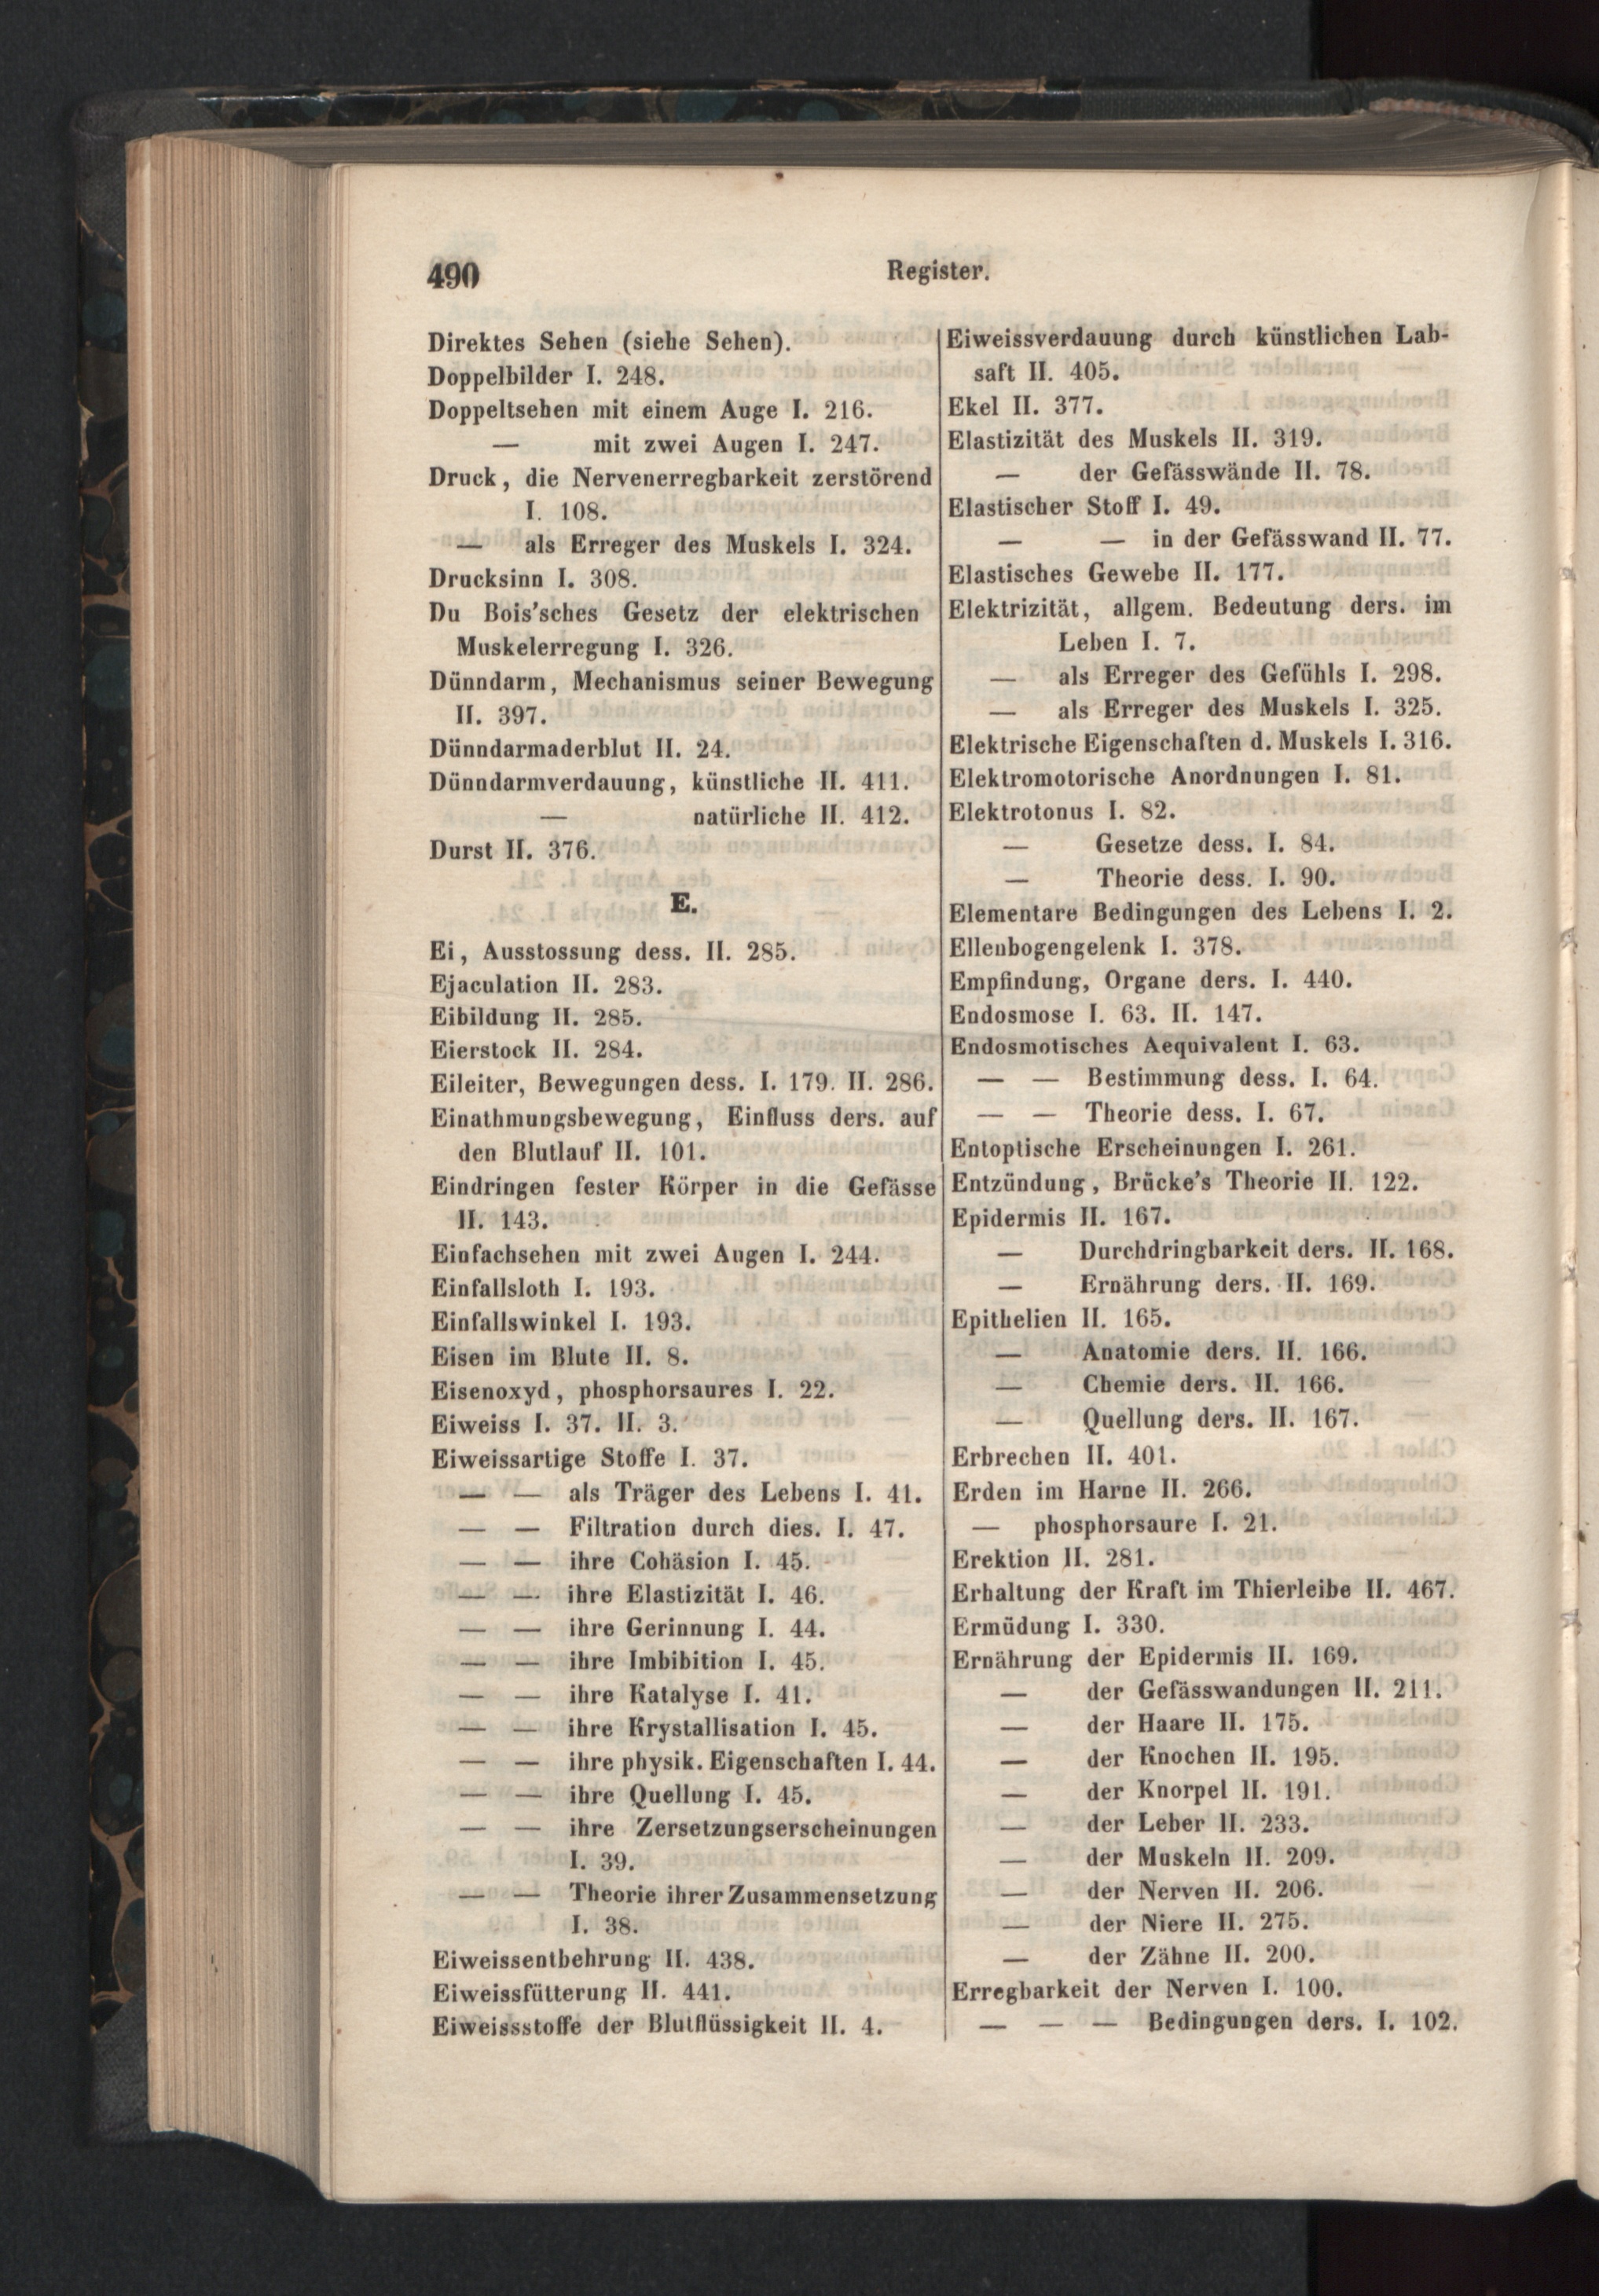 490
Register.
Direktes Sehen (siehe Sehen).
Doppelbilder I. 248.
Doppeltsehen mit einem Auge I. 216.
— mit zwei Augen I. 247.
Druck, die Nervenerregbarkeit zerstörend
I. 108.
— als Erreger des Muskels I. 324.
Drucksinn I. 308.
Du Bois'sches Gesetz der elektrischen
Muskelerregung I. 326.
Dünndarm, Mechanismus seiner Bewegung
II. 397.
Dünndarmaderblut II. 24.
Dünndarmverdauung, künstliche II. 411.
— natürliche II. 412.
Durst II. 376.
E.
Ei, Ausstossung dess. II. 285.
Ejaculation II. 283.
Eibildung II. 285.
Eierstock II. 284.
Eileiter, Bewegungen dess. I. 179. II. 286.
Einathmungsbewegung, Einfluss ders. auf
den Blutlauf II. 101.
Eindringen fester Körper in die Gefässe
II. 143.
Einfachsehen mit zwei Augen I. 244.
Einfallsloth I. 193.
Einfallswinkel I. 193.
Eisen im Blute II. 8.
Eisenoxyd, phosphorsaures I. 22.
Eiweiss I. 37. II. 3.
Eiweissartige Stoffe I. 37.
— — als Träger des Lebens I. 41.
— — Filtration durch dies. I. 47.
— — ihre Cohäsion I. 45.
— — ihre Elastizität I. 46.
— — ihre Gerinnung I. 44.
— — ihre Imbibition I. 45.
— — ihre Katalyse I. 41.
— — ihre Krystallisation I. 45.
— — ihre physik. Eigenschaften I. 44.
— — ihre Quellung I. 45.
— — ihre Zersetzungserscheinungen
I. 39.
— — Theorie ihrer Zusammensetzung
I. 38.
Eiweissentbehrung II. 438.
Eiweissfütterung II. 441.
Eiweissstoffe der Blutflüssigkeit II. 4.
Eiweissverdauung durch künstlichen Lab-
saft II. 405.
Ekel II. 377.
Elastizität des Muskels II. 319.
— der Gefässwände II. 78.
Elastischer Stoff I. 49.
— — in der Gefässwand II. 77.
Elastisches Gewebe II. 177.
Elektrizität, allgem. Bedeutung ders. im
Leben I. 7.
— als Erreger des Gefühls I. 298.
— als Erreger des Muskels I. 325.
Elektrische Eigenschaften d. Muskels I. 316.
Elektromotorische Anordnungen I. 81.
Elektrotonus I. 82.
— Gesetze dess. I. 84.
— Theorie dess. I. 90.
Elementare Bedingungen des Lebens I. 2.
Ellenbogengelenk I. 378.
Empfindung, Organe ders. I. 440.
Endosmose I. 63. II. 147.
Endosmotisches Aequivalent I. 63.
— — Bestimmung dess. I. 64.
— — Theorie dess. I. 67.
Entoptische Erscheinungen I. 261.
Entzündung, Brücke's Theorie II. 122.
Epidermis II. 167.
— Durchdringbarkeit ders. II. 168.
— Ernährung ders. II. 169.
Epithelien II. 165.
— Anatomie ders. II. 166.
— Chemie ders. II. 166.
— Quellung ders. II. 167.
Erbrechen II. 401.
Erden im Harne II. 266.
— phosphorsaure I. 21.
Erektion II. 281.
Erhaltung der Kraft im Thierleibe II. 467.
Ermüdung I. 330.
Ernährung der Epidermis II. 169.
— der Gefässwandungen II. 211.
— der Haare II. 175.
— der Knochen II. 195.
— der Knorpel II. 191.
— der Leber II. 233.
— der Muskeln II. 209.
— der Nerven II. 206.
— der Niere II. 275.
— der Zähne II. 200.
Erregbarkeit der Nerven I. 100.
— — — Bedingungen ders. I. 102.